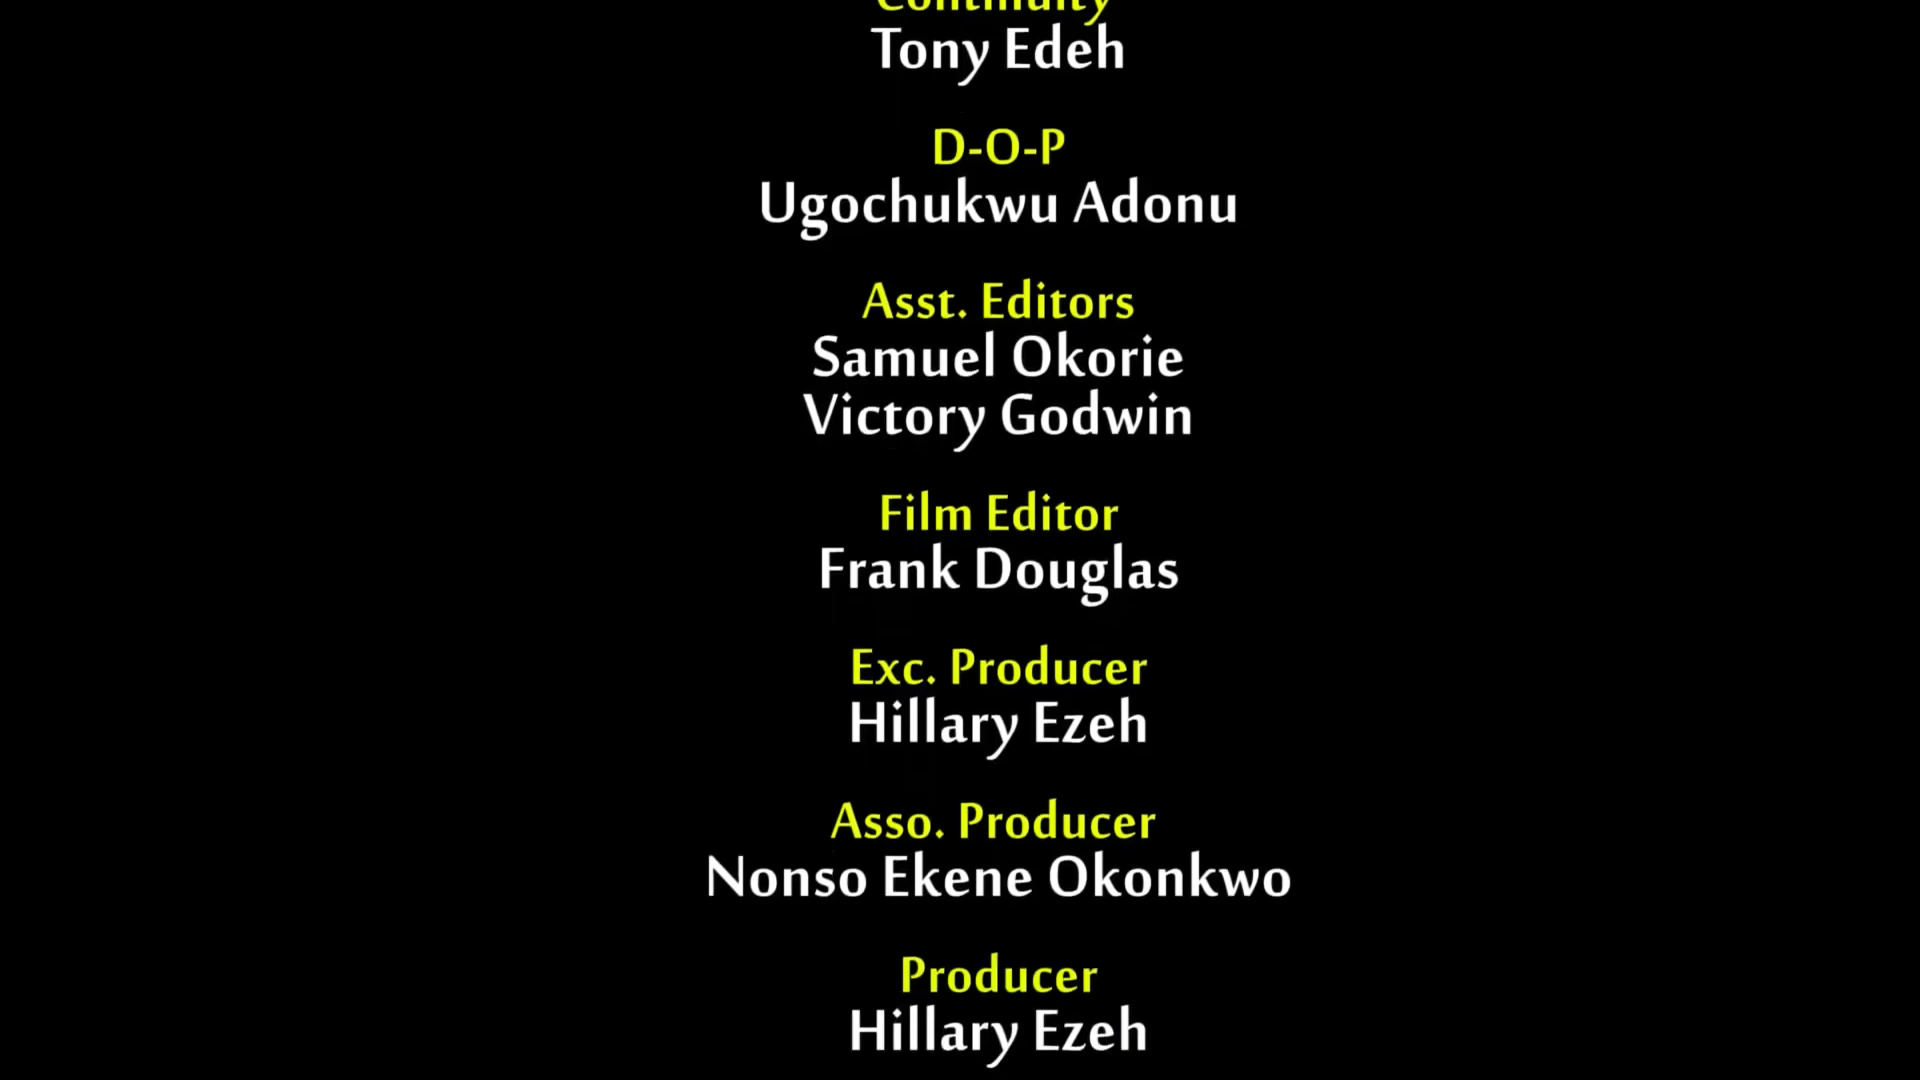 Continuity
Tony Edeh
D-O-P
Ugochukwu Adonu
Asst. Editors
Samuel Okorie
Victory Godwin
Film Editor
Frank Douglas
Exc. Producer
Hillary Ezeh
Asso. Producer
Nonso Ekene Okonkwo
Producer
Hillary Ezeh